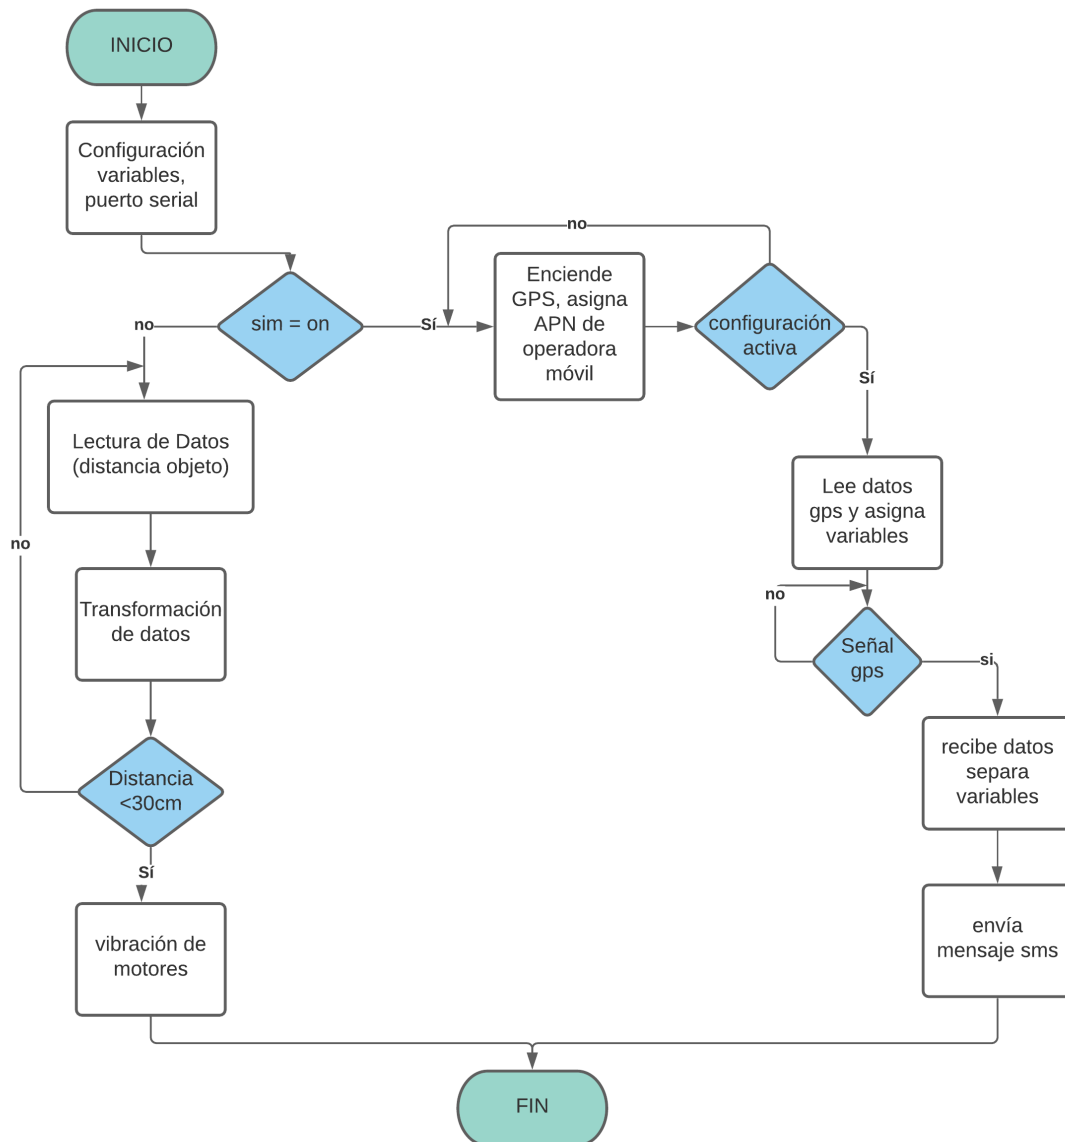 INICIO
Configuración
variables,
puerto serial
sim = on
no
Sí
Enciende
GPS, asigna
APN de
operadora
móvil
no
configuración
activa
Sí
Lee datos
gps y asigna
variables
no
Señal
gps
si
recibe datos
separa
variables
envía
mensaje sms
Lectura de Datos
(distancia objeto)
no
Transformación
de datos
Distancia
<30cm
Sí
vibración de
motores
FIN